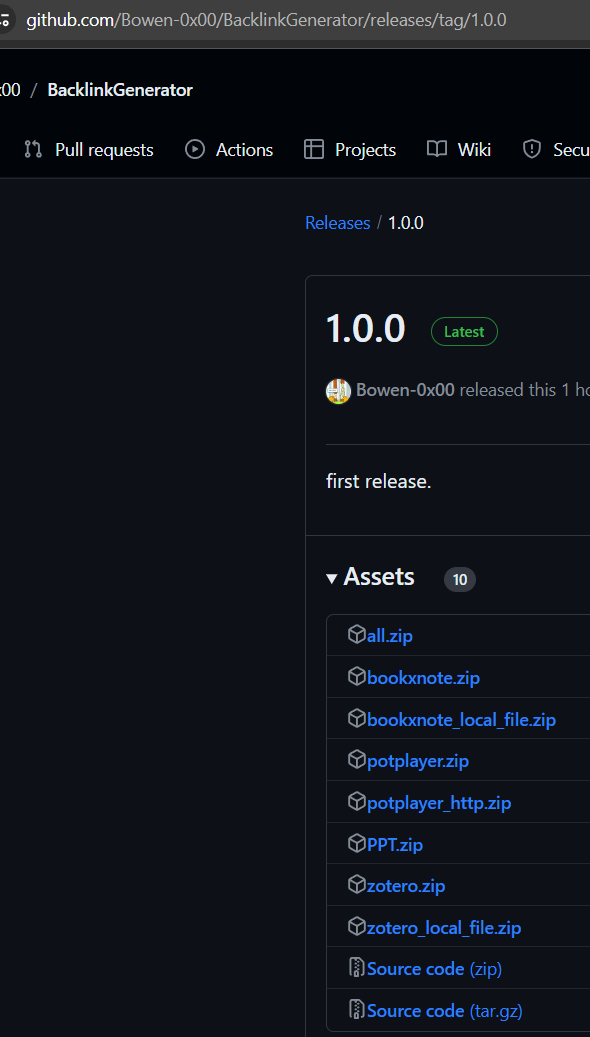 github.com/Bowen-0x00/BacklinkGenerator/releases/tag/1.0.0
x00 / BacklinkGenerator
Pull requests Actions Projects Wiki Secu
Releases / 1.0.0
1.0.0 Latest
Bowen-0x00 released this 1 ho
first release.
Assets 10
all.zip
bookxnote.zip
bookxnote_local_file.zip
potplayer.zip
potplayer_http.zip
PPT.zip
zotero.zip
zotero_local_file.zip
Source code (zip)
Source code (tar.gz)